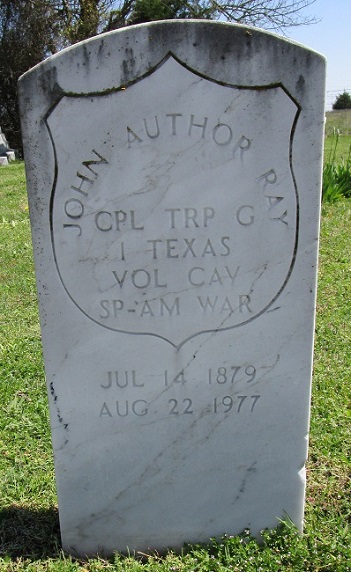 JOHN AUTHOR RAY
CPL TRP G
1 TEXAS
VOL CAV
SP-AM WAR
JUL 14 1879
AUG 22 1977